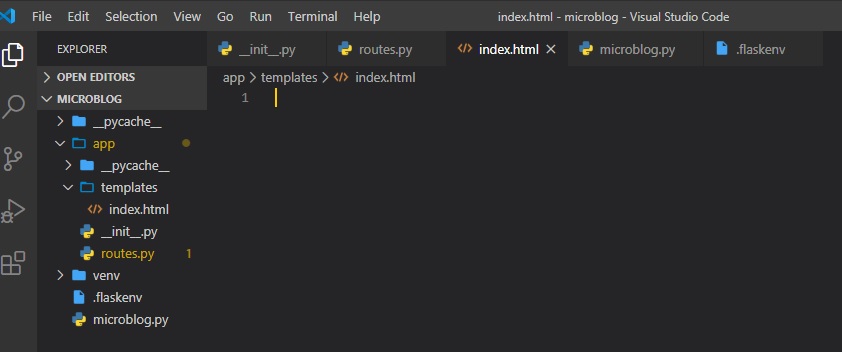 File Edit Selection View Go Run Terminal Help index.html - microblog - Visual Studio Code
EXPLORER
__init__.py routes.py index.html microblog.py .flaskenv
OPEN EDITORS
app > templates > index.html
MICROBLOG
1
__pycache__
app
__pycache__
templates
index.html
__init__.py
routes.py 1
venv
.flaskenv
microblog.py